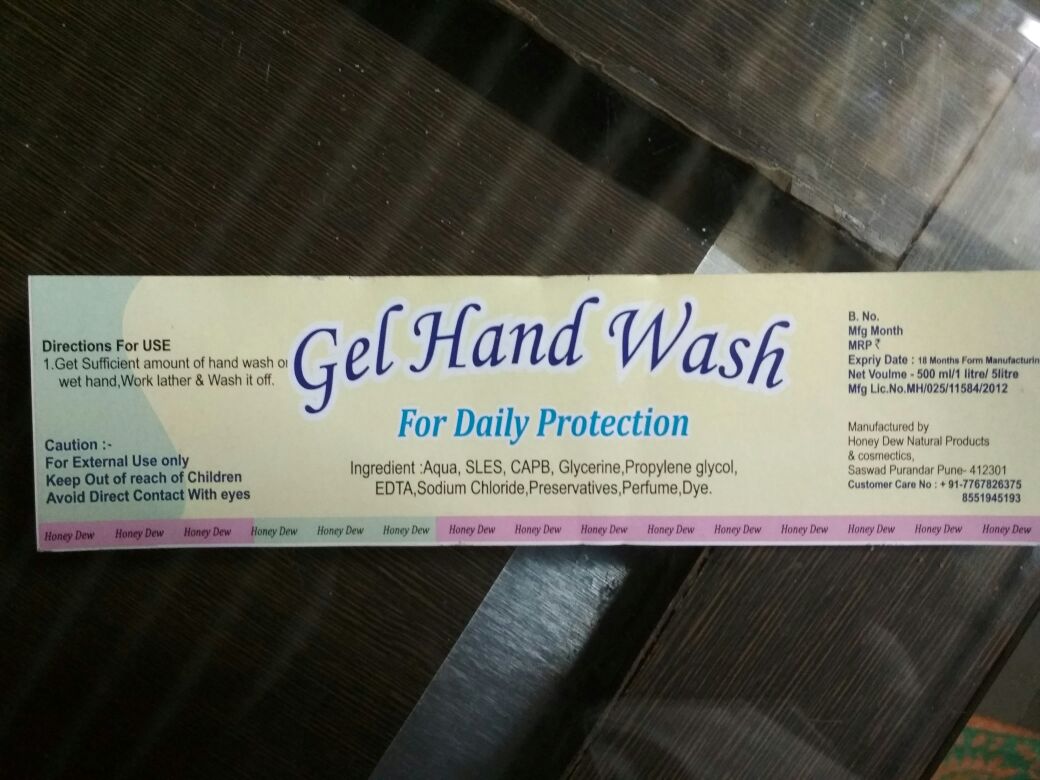 Directions For USE
1.Get Sufficient amount of hand wash on
wet hand,Work lather & Wash it off.
Caution :-
For External Use only
Keep Out of reach of Children
Avoid Direct Contact With eyes
Gel Hand Wash
For Daily Protection
Ingredient :Aqua, SLES, CAPB, Glycerine,Propylene glycol,
EDTA,Sodium Chloride,Preservatives,Perfume,Dye.
B. No.
Mfg Month
MRP ₹
Expriy Date : 18 Months Form Manufacturin
Net Voulme - 500 ml/1 litre/ 5litre
Mfg Lic.No.MH/025/11584/2012
Manufactured by
Honey Dew Natural Products
& cosmectics,
Saswad Purandar Pune- 412301
Customer Care No : + 91-7767826375
8551945193
Honey Dew Honey Dew Honey Dew Honey Dew Honey Dew Honey Dew Honey Dew Honey Dew Honey Dew Honey Dew Honey Dew Honey Dew Honey Dew Honey Dew Honey Dew